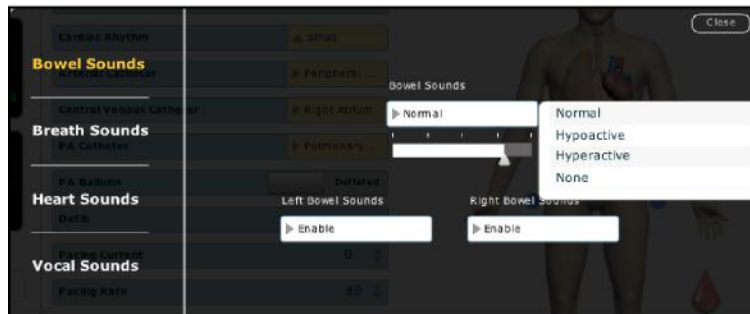 Close
Cardiac Rhythm
Sinus
Bowel Sounds
Arterial Catheter
Peripheral ...
Bowel Sounds
Central Venous Catheter
Right Atrium
Normal
Normal
Hypoactive
Hyperactive
None
Breath Sounds
PA Catheter
Pulmonary...
PA Balloon
Deflated
Heart Sounds
Left Bowel Sounds
Right Bowel Sounds
Defib
Enable
Enable
Pacing Current
0
Vocal Sounds
Pacing Rate
80